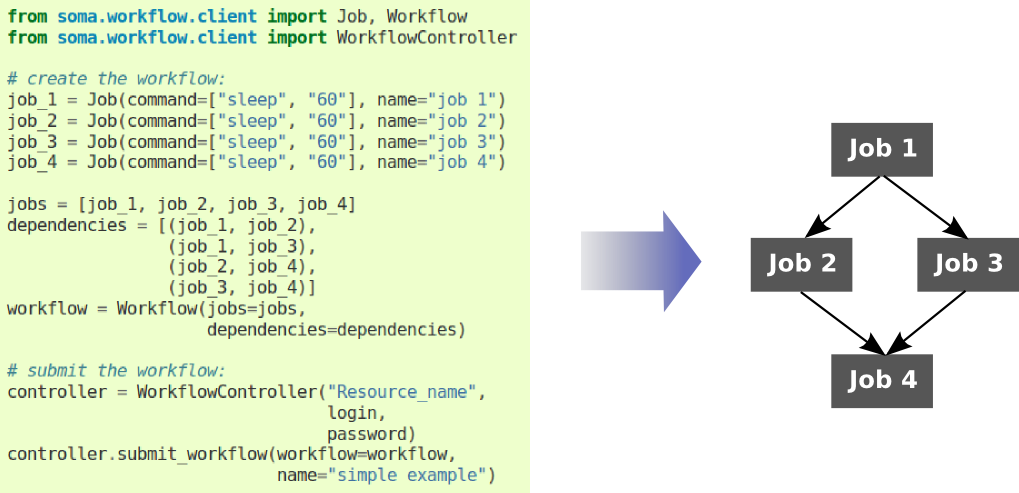 from soma.workflow.client import Job, Workflow
from soma.workflow.client import WorkflowController
# create the workflow:
job_1 = Job(command=["sleep", "60"], name="job 1")
job_2 = Job(command=["sleep", "60"], name="job 2")
job_3 = Job(command=["sleep", "60"], name="job 3")
job_4 = Job(command=["sleep", "60"], name="job 4")
jobs = [job_1, job_2, job_3, job_4]
dependencies = [(job_1, job_2),
(job_1, job_3),
(job_2, job_4),
(job_3, job_4)]
workflow = Workflow(jobs=jobs,
dependencies=dependencies)
# submit the workflow:
controller = WorkflowController("Resource_name",
login,
password)
controller.submit_workflow(workflow=workflow,
name="simple example")
Job 1
Job 2
Job 3
Job 4